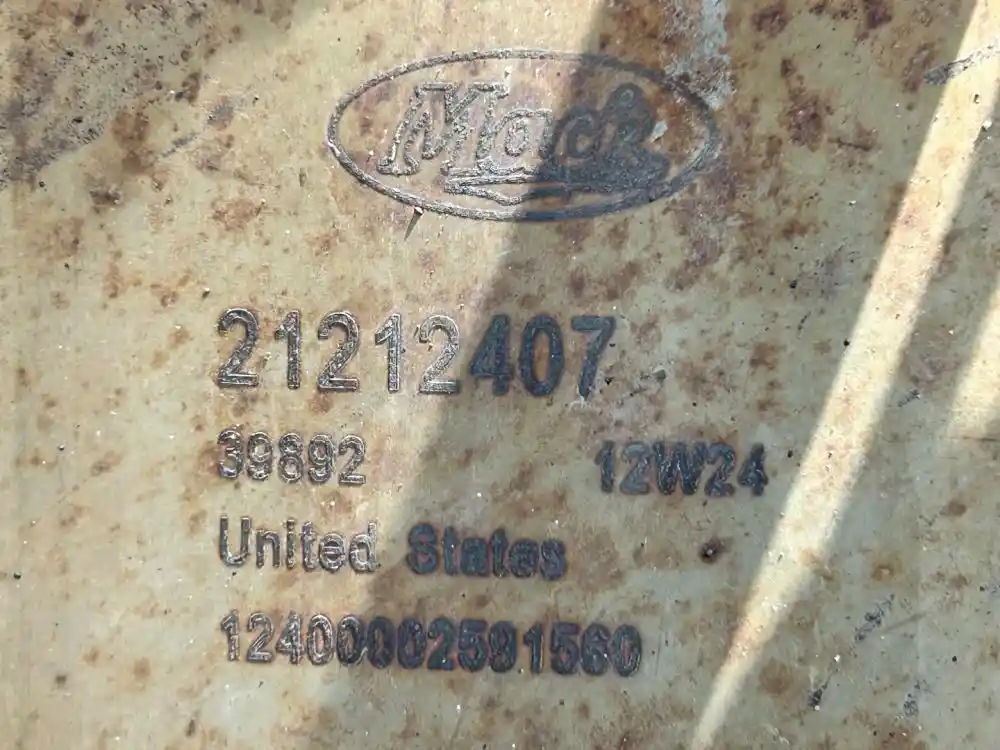 Mack
21212407
39892 12W24
United States
12400002591560